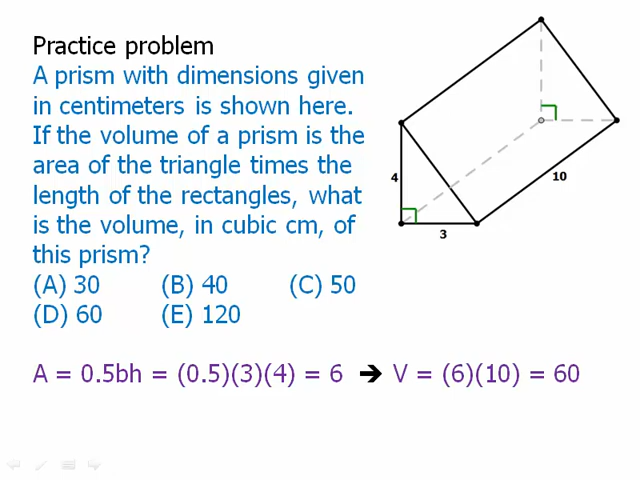 Practice problem
A prism with dimensions given
in centimeters is shown here.
If the volume of a prism is the
area of the triangle times the
length of the rectangles, what
is the volume, in cubic cm, of
this prism?
(A) 30 (B) 40 (C) 50
(D) 60 (E) 120
4
3
10
A = 0.5bh = (0.5)(3)(4) = 6 ➔ V = (6)(10) = 60